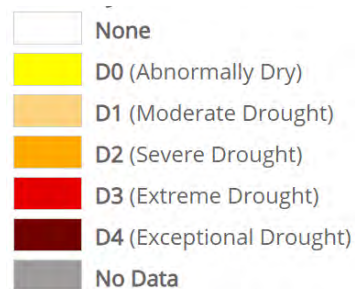 None
D0 (Abnormally Dry)
D1 (Moderate Drought)
D2 (Severe Drought)
D3 (Extreme Drought)
D4 (Exceptional Drought)
No Data